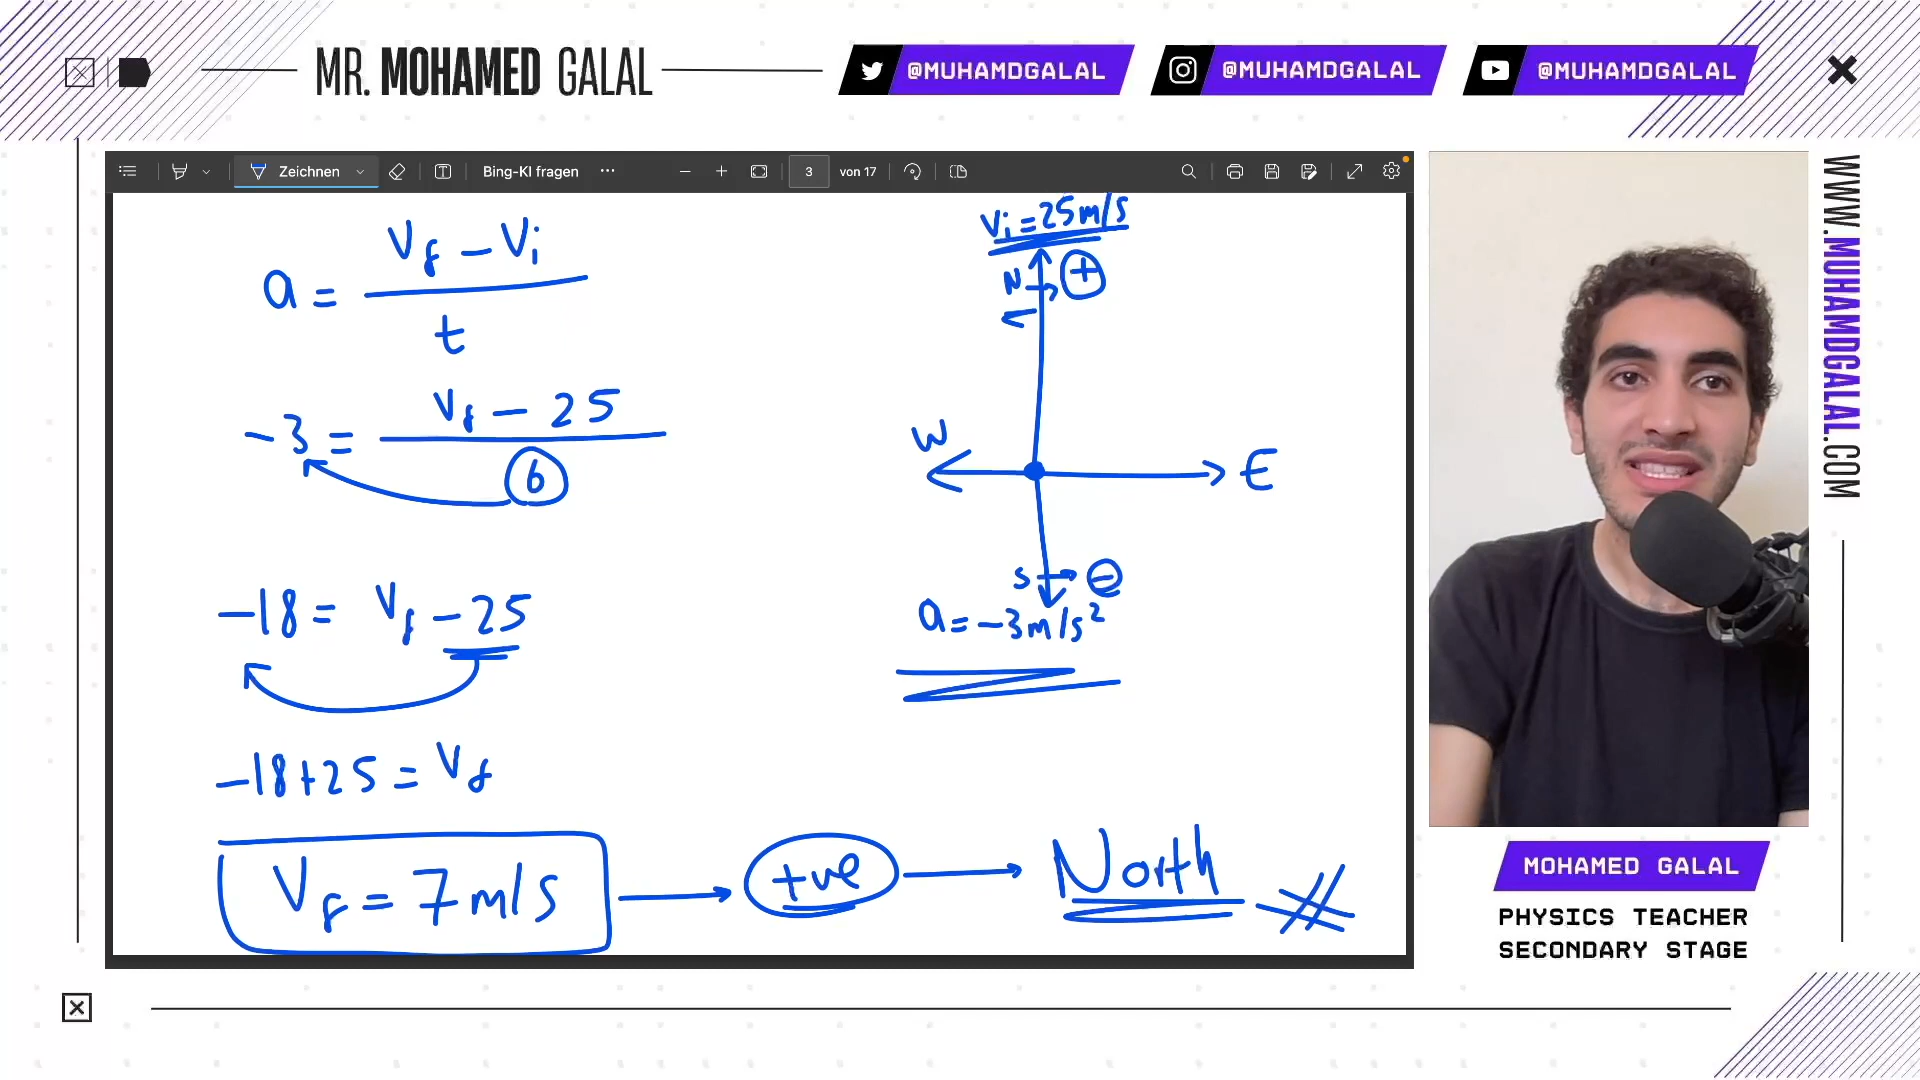 MR. MOHAMED GALAL
@MUHAMDGALAL
@MUHAMDGALAL
@MUHAMDGALAL
Zeichnen
Bing-KI fragen
3 von 17
a = Vf - Vi / t
-3 = Vf - 25 / 6
-18 = Vf - 25
-18+25 = Vf
Vf = 7 m/s
+ve
North
Vi = 25 m/s
N +
W
E
S -
a = -3 m/s²
WWW.MUHAMDGALAL.COM
MOHAMED GALAL
PHYSICS TEACHER
SECONDARY STAGE